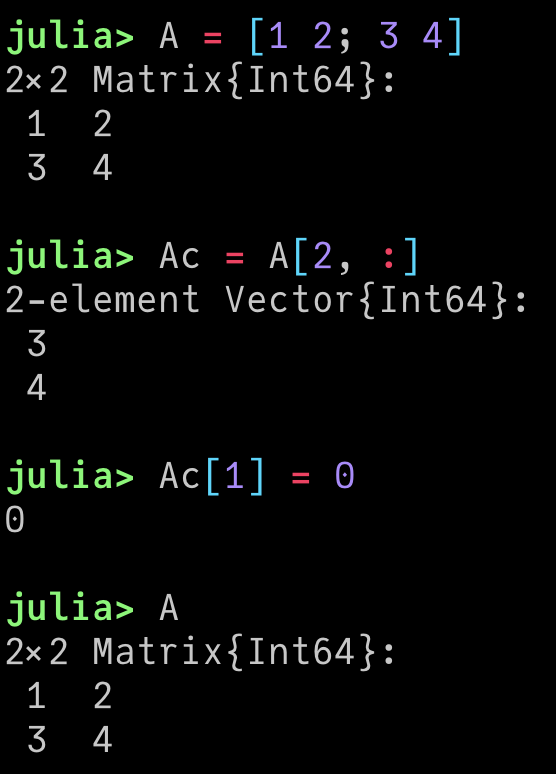 julia> A = [1 2; 3 4]
2×2 Matrix{Int64}:
 1  2
 3  4

julia> Ac = A[2, :]
2-element Vector{Int64}:
 3
 4

julia> Ac[1] = 0
0

julia> A
2×2 Matrix{Int64}:
 1  2
 3  4